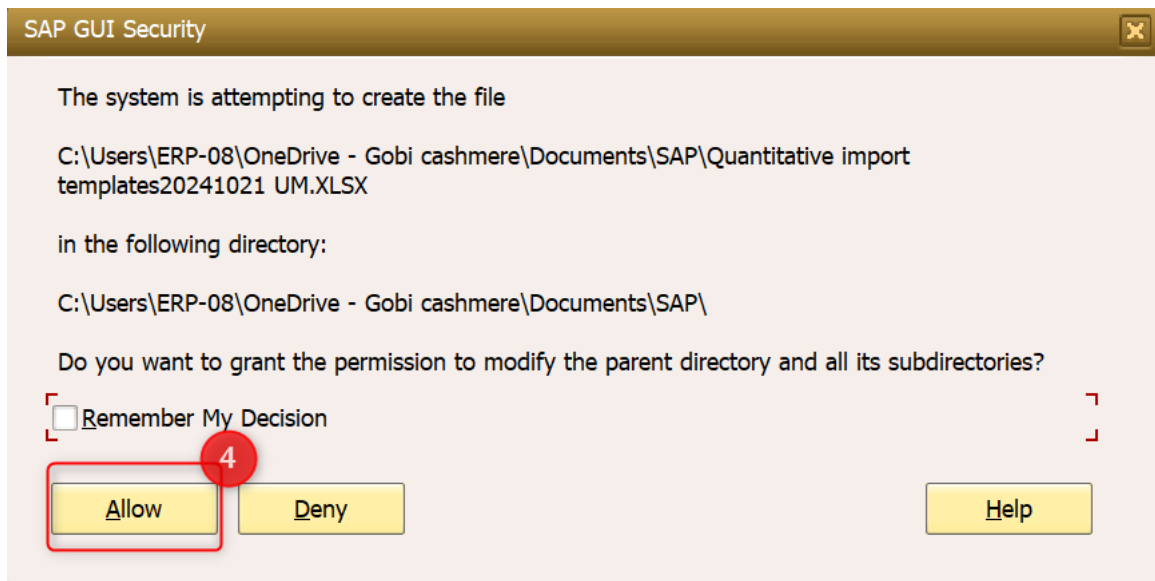 SAP GUI Security
The system is attempting to create the file
C:\Users\ERP-08\OneDrive - Gobi cashmere\Documents\SAP\Quantitative import
templates20241021 UM.XLSX
in the following directory:
C:\Users\ERP-08\OneDrive - Gobi cashmere\Documents\SAP\
Do you want to grant the permission to modify the parent directory and all its subdirectories?
Remember My Decision
4
Allow Deny Help